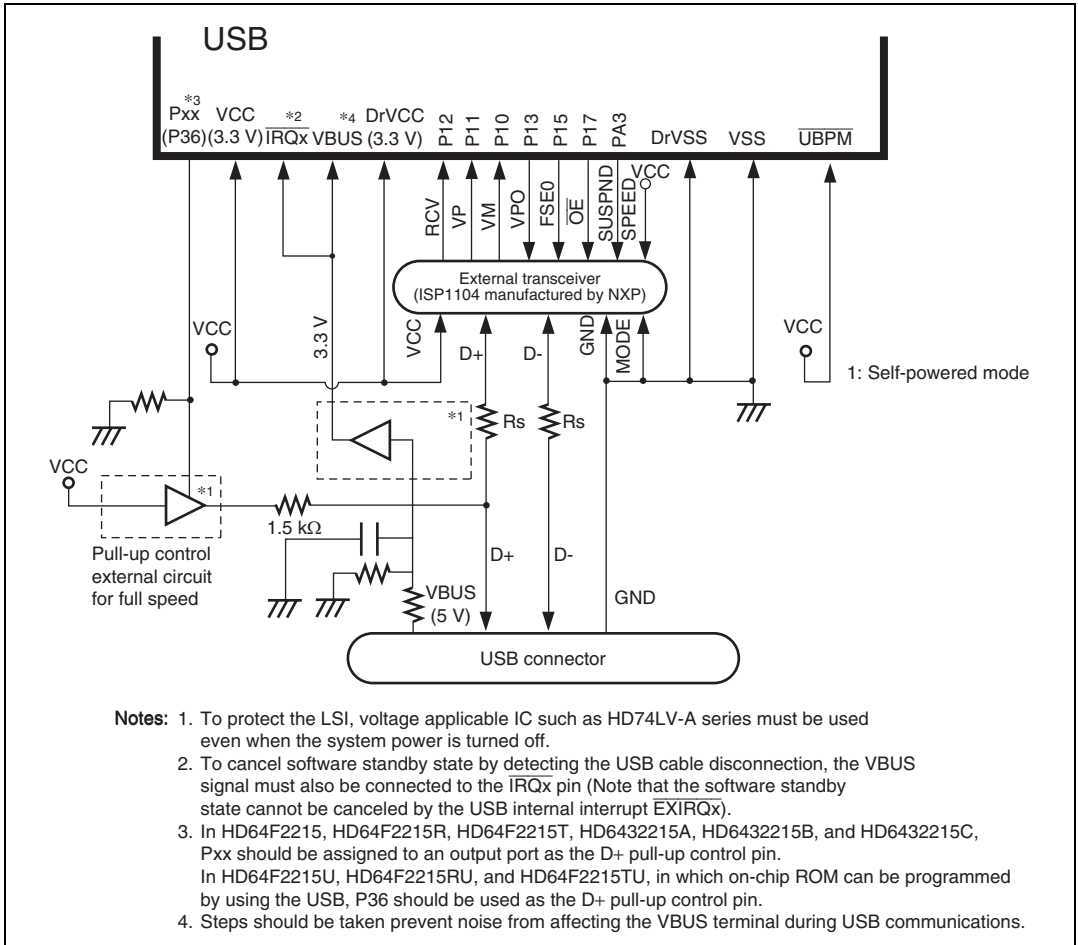 USB
Pxx *3 VCC *2 *4 DrVCC P12 P11 P10 P13 P15 P17 PA3 DrVSS VSS UBPM
(P36) (3.3 V) IRQx VBUS (3.3 V)
RCV VP VM VPO FSE0 OE SUSPND SPEED VCC
External transceiver
(ISP1104 manufactured by NXP)
VCC
3.3 V
VCC
D+
D-
GND
MODE
VCC
1: Self-powered mode
*1
Rs
Rs
VCC
*1
1.5 kΩ
Pull-up control
external circuit
for full speed
D+
D-
VBUS
(5 V)
GND
USB connector
Notes: 1. To protect the LSI, voltage applicable IC such as HD74LV-A series must be used
even when the system power is turned off.
2. To cancel software standby state by detecting the USB cable disconnection, the VBUS
signal must also be connected to the IRQx pin (Note that the software standby
state cannot be canceled by the USB internal interrupt EXIRQx).
3. In HD64F2215, HD64F2215R, HD64F2215T, HD6432215A, HD6432215B, and HD6432215C,
Pxx should be assigned to an output port as the D+ pull-up control pin.
In HD64F2215U, HD64F2215RU, and HD64F2215TU, in which on-chip ROM can be programmed
by using the USB, P36 should be used as the D+ pull-up control pin.
4. Steps should be taken prevent noise from affecting the VBUS terminal during USB communications.